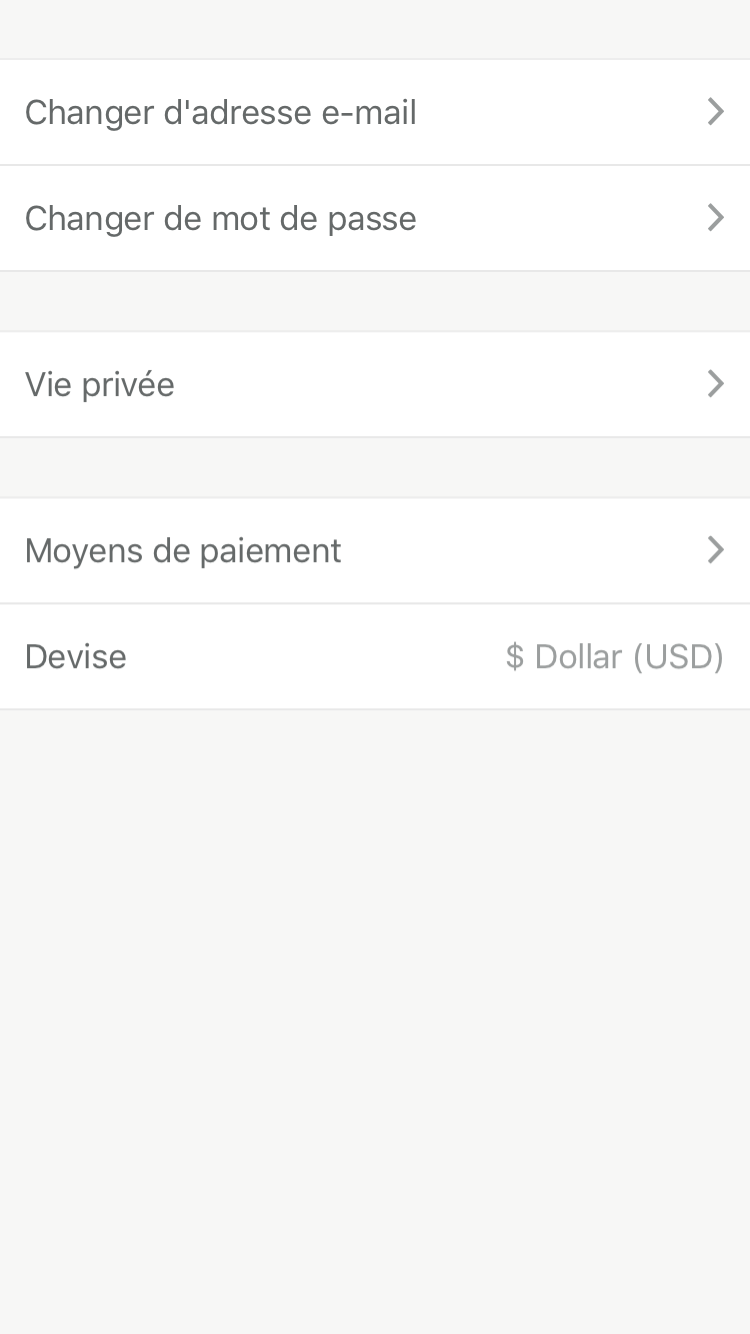 Changer d'adresse e-mail
Changer de mot de passe
Vie privée
Moyens de paiement
Devise $ Dollar (USD)